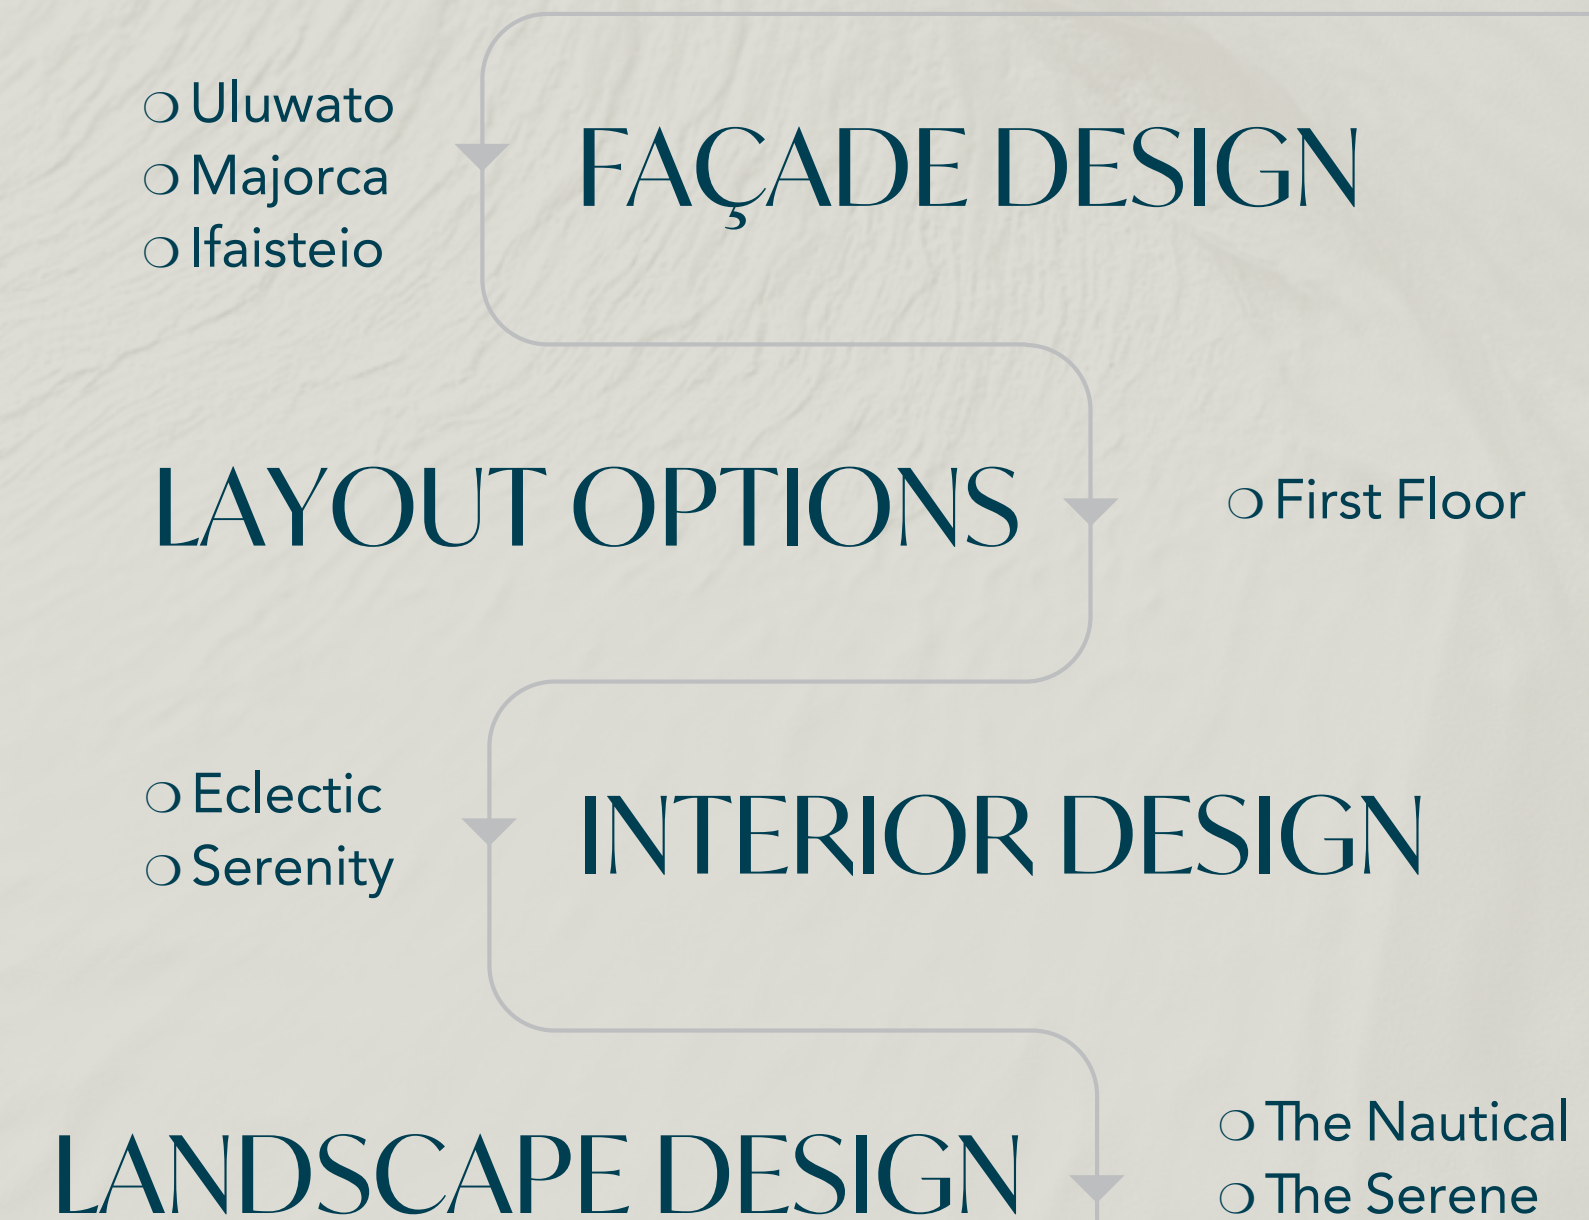 Uluwato
Majorca
Ifaisteio
FAÇADE DESIGN
LAYOUT OPTIONS
First Floor
Eclectic
Serenity
INTERIOR DESIGN
LANDSCAPE DESIGN
The Nautical
The Serene